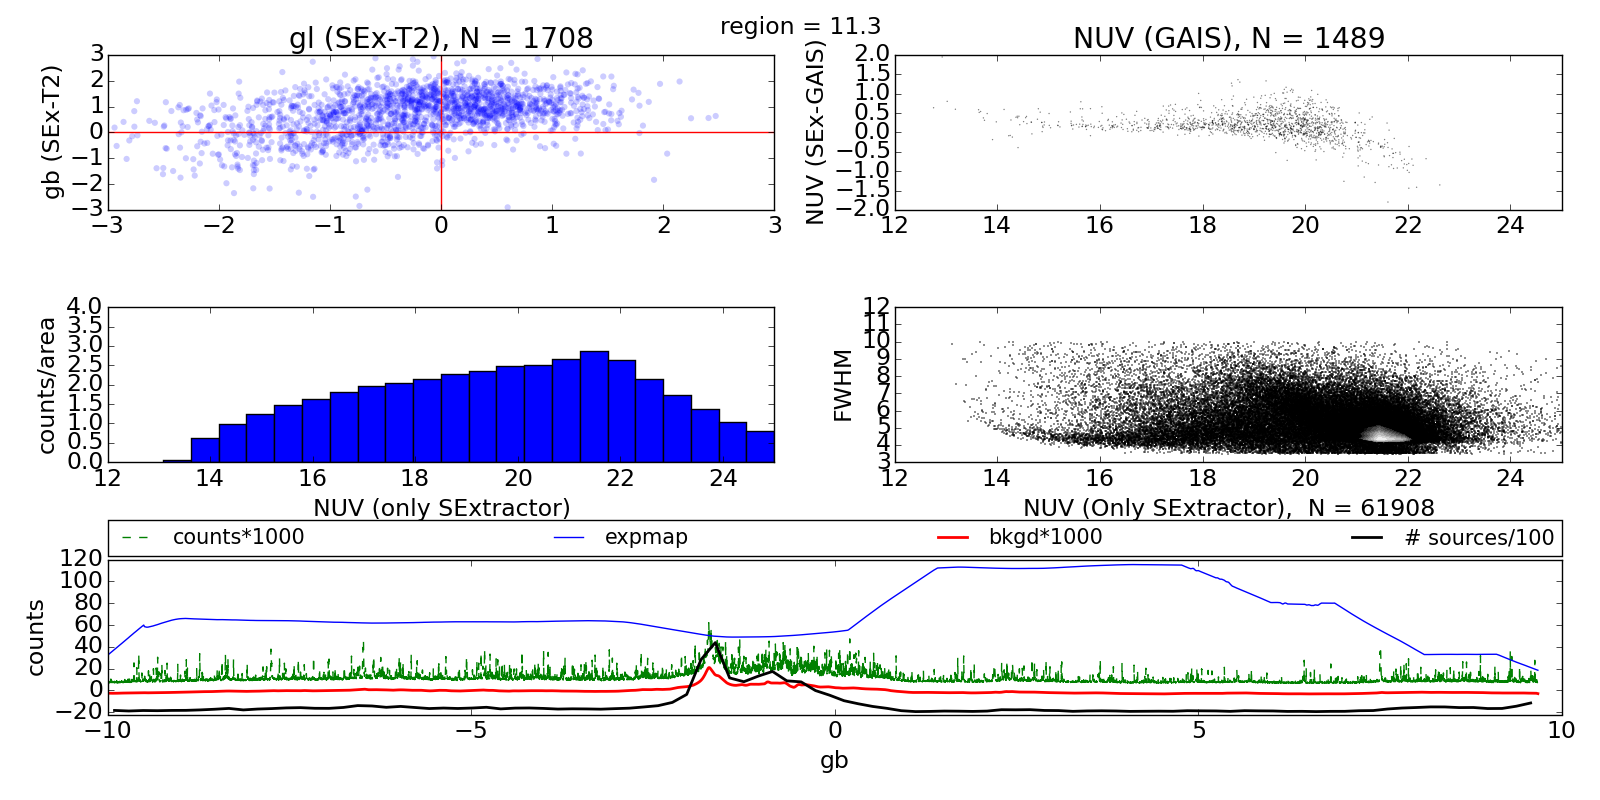 region = 11.3
gl (SEx-T2), N = 1708
gb (SEx-T2)
3
2
1
0
−1
−2
−3
−3 −2 −1 0 1 2 3
NUV (GAIS), N = 1489
NUV (SEx-GAIS)
2.0
1.5
1.0
0.5
0.0
−0.5
−1.0
−1.5
−2.0
12 14 16 18 20 22 24
counts/area
4.0
3.5
3.0
2.5
2.0
1.5
1.0
0.5
0.0
12 14 16 18 20 22 24
NUV (only SExtractor)
FWHM
12
11
10
9
8
7
6
5
4
3
12 14 16 18 20 22 24
NUV (Only SExtractor), N = 61908
counts*1000 expmap bkgd*1000 # sources/100
counts
120
100
80
60
40
20
0
−20
−10 −5 0 5 10
gb